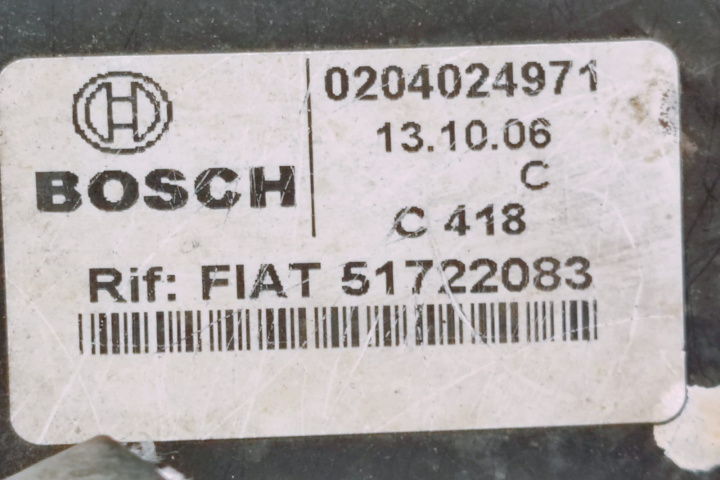 0204024971
13.10.06
C
C 418
BOSCH
Rif: FIAT 51722083